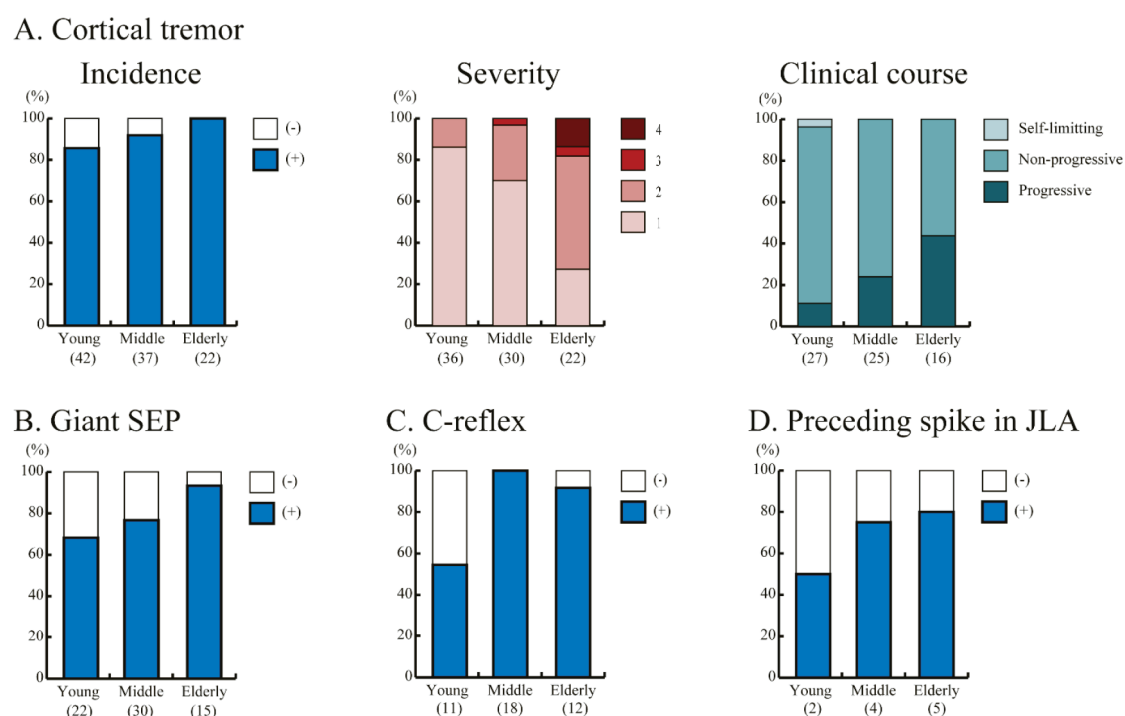 A. Cortical tremor
Incidence
(%)
100
80
60
40
20
0
Young Middle Elderly
(42) (37) (22)
(-)
(+)
Severity
(%)
100
80
60
40
20
0
Young Middle Elderly
(36) (30) (22)
4
3
2
1
Clinical course
(%)
100
80
60
40
20
0
Young Middle Elderly
(27) (25) (16)
Self-limitting
Non-progressive
Progressive
B. Giant SEP
(%)
100
80
60
40
20
0
Young Middle Elderly
(22) (30) (15)
(-)
(+)
C. C-reflex
(%)
100
80
60
40
20
0
Young Middle Elderly
(11) (18) (12)
(-)
(+)
D. Preceding spike in JLA
(%)
100
80
60
40
20
0
Young Middle Elderly
(2) (4) (5)
(-)
(+)